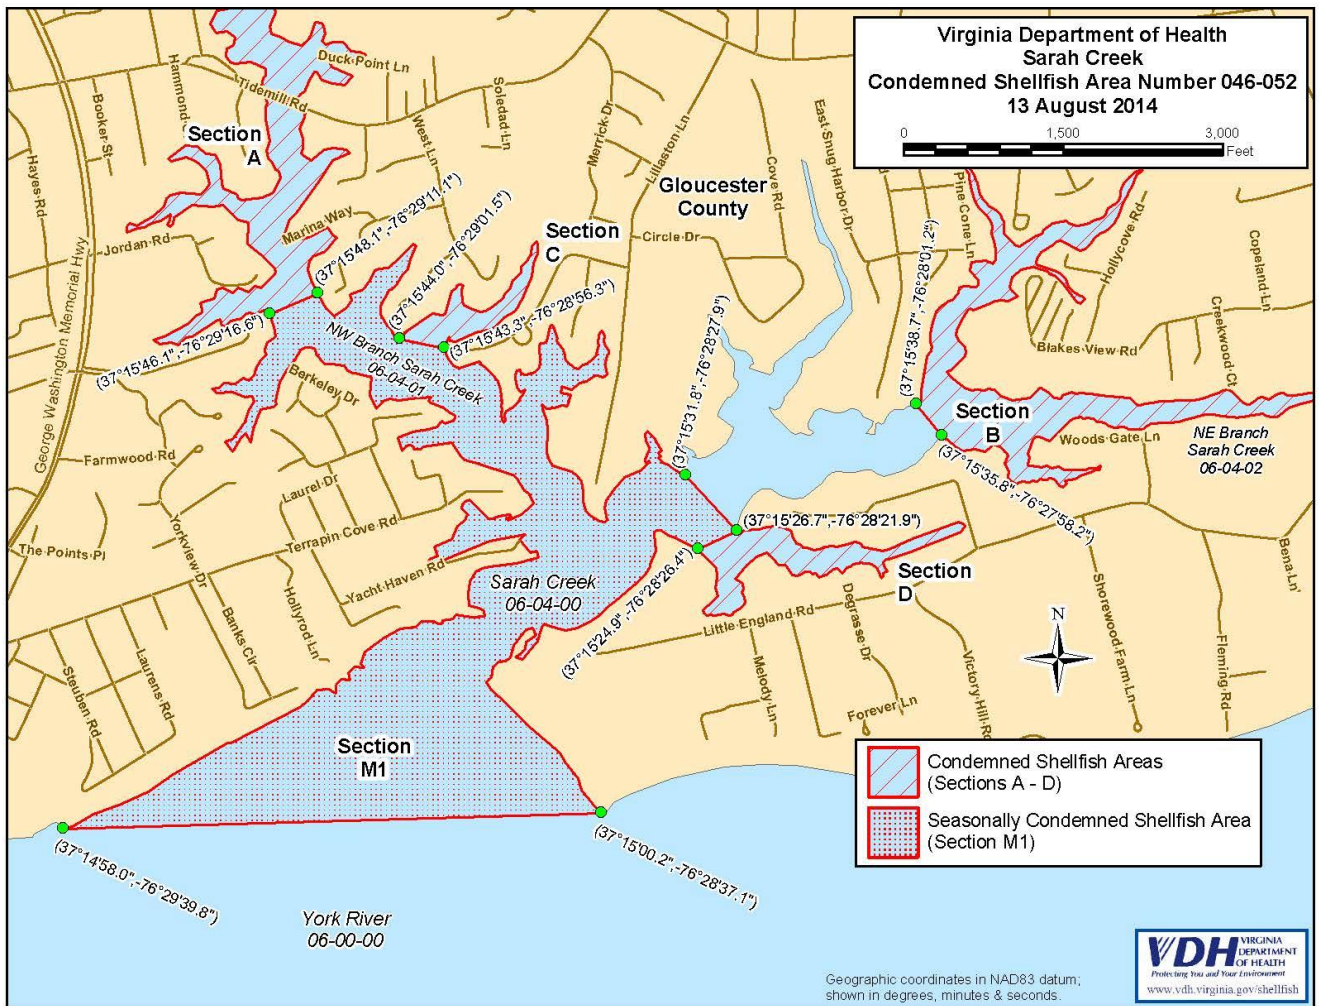 Virginia Department of Health
Sarah Creek
Condemned Shellfish Area Number 046-052
13 August 2014
0 1,500 3,000
Feet
Duck Point Ln
Tidemill Rd
Hammond
Booker St
Hayes Rd
Section
A
West Ln
Soledad Ln
Merrick Dr
Lillaston Ln
Gloucester
County
Cove Rd
East Snug Harbor Dr
Pine Cone Ln
Hollycove Rd
Copeland Ln
Creekwood Ct
Jordan Rd
Marina Way
(37°15'48.1",-76°29'11.1")
(37°15'44.0",-76°29'01.5")
Section
C
Circle Dr
George Washington Memorial Hwy
(37°15'46.1",-76°29'16.6")
NW Branch Sarah Creek
06-04-01
(37°15'43.3",-76°28'56.3")
(37°15'31.8",-76°28'27.9")
(37°15'38.7",-76°28'01.2")
Blakes View Rd
Berkeley Dr
Section
B
Woods Gate Ln
NE Branch
Sarah Creek
06-04-02
Farmwood Rd
Laurel Dr
(37°15'35.8",-76°27'58.2")
Terrapin Cove Rd
(37°15'26.7",-76°28'21.9")
The Points Pl
Yorkview Dr
Yacht Haven Rd
Sarah Creek
06-04-00
(37°15'24.9",-76°28'26.4")
Section
D
Bena Ln
Banks Cir
Hollyrod Ln
Little England Rd
Degrasse Dr
Shorewood Farm Ln
N
Steuben Rd
Laurens Rd
Melody Ln
Victory Hill Rd
Fleming Rd
Forever Ln
Section
M1
Condemned Shellfish Areas
(Sections A - D)
Seasonally Condemned Shellfish Area
(Section M1)
(37°14'58.0",-76°29'39.8")
(37°15'00.2",-76°28'37.1")
York River
06-00-00
Geographic coordinates in NAD83 datum;
shown in degrees, minutes & seconds.
VDH VIRGINIA
DEPARTMENT
OF HEALTH
Protecting You and Your Environment
www.vdh.virginia.gov/shellfish